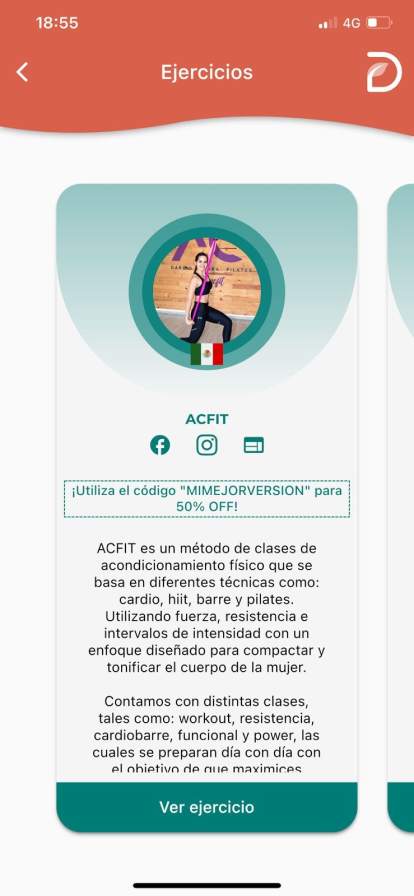 18:55
4G
Ejercicios
ACFIT
¡Utiliza el código "MIMEJORVERSION" para
50% OFF!
ACFIT es un método de clases de
acondicionamiento físico que se
basa en diferentes técnicas como:
cardio, hiit, barre y pilates.
Utilizando fuerza, resistencia e
intervalos de intensidad con un
enfoque diseñado para compactar y
tonificar el cuerpo de la mujer.
Contamos con distintas clases,
tales como: workout, resistencia,
cardiobarre, funcional y power, las
cuales se preparan día con día con
el objetivo de que maximices
Ver ejercicio